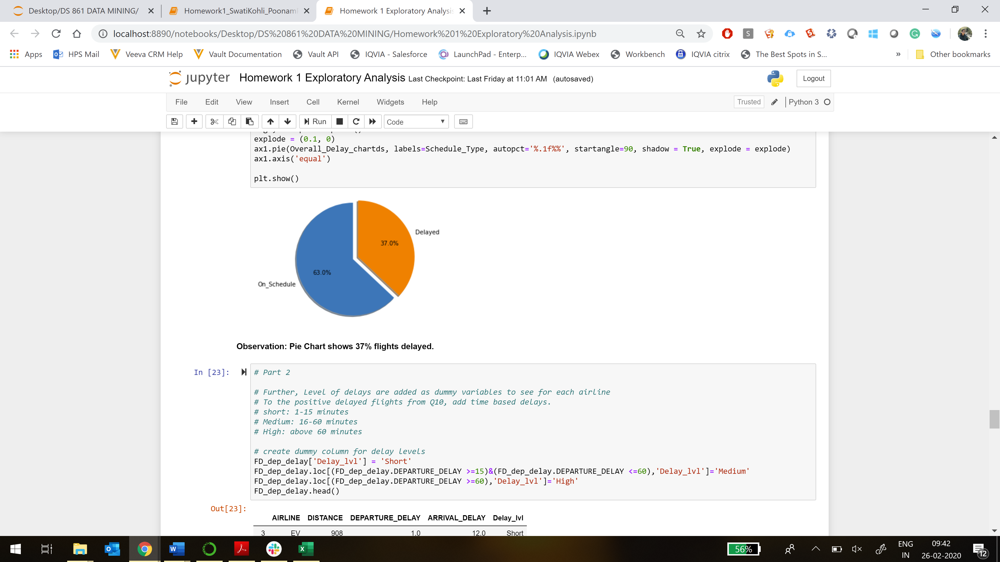 Desktop/DS 861 DATA MINING/
Homework1_SwatiKohli_Poonam
Homework 1 Exploratory Analysis
localhost:8890/notebooks/Desktop/DS%20861%20DATA%20MINING/Homework%201%20Exploratory%20Analysis.ipynb
Apps HPS Mail Veeva CRM Help Vault Documentation Vault API IQVIA - Salesforce LaunchPad - Enterp... IQVIA Webex Workbench IQVIA citrix The Best Spots in S... » Other bookmarks
jupyter Homework 1 Exploratory Analysis Last Checkpoint: Last Friday at 11:01 AM (autosaved) Logout
File Edit View Insert Cell Kernel Widgets Help Trusted Python 3
Run Code
explode = (0.1, 0)
ax1.pie(Overall_Delay_chartds, labels=Schedule_Type, autopct='%.1f%%', startangle=90, shadow = True, explode = explode)
ax1.axis('equal')
plt.show()
Delayed
37.0%
63.0%
On_Schedule
Observation: Pie Chart shows 37% flights delayed.
In [23]: # Part 2
# Further, Level of delays are added as dummy variables to see for each airline
# To the positive delayed flights from Q10, add time based delays.
# short: 1-15 minutes
# Medium: 16-60 minutes
# High: above 60 minutes
# create dummy column for delay levels
FD_dep_delay['Delay_lvl'] = 'Short'
FD_dep_delay.loc[(FD_dep_delay.DEPARTURE_DELAY >=15)&(FD_dep_delay.DEPARTURE_DELAY <=60),'Delay_lvl']='Medium'
FD_dep_delay.loc[(FD_dep_delay.DEPARTURE_DELAY >=60),'Delay_lvl']='High'
FD_dep_delay.head()
Out[23]:
AIRLINE DISTANCE DEPARTURE_DELAY ARRIVAL_DELAY Delay_lvl
3 EV 908 1.0 12.0 Short
56%
ENG
IN
09:42
26-02-2020
12